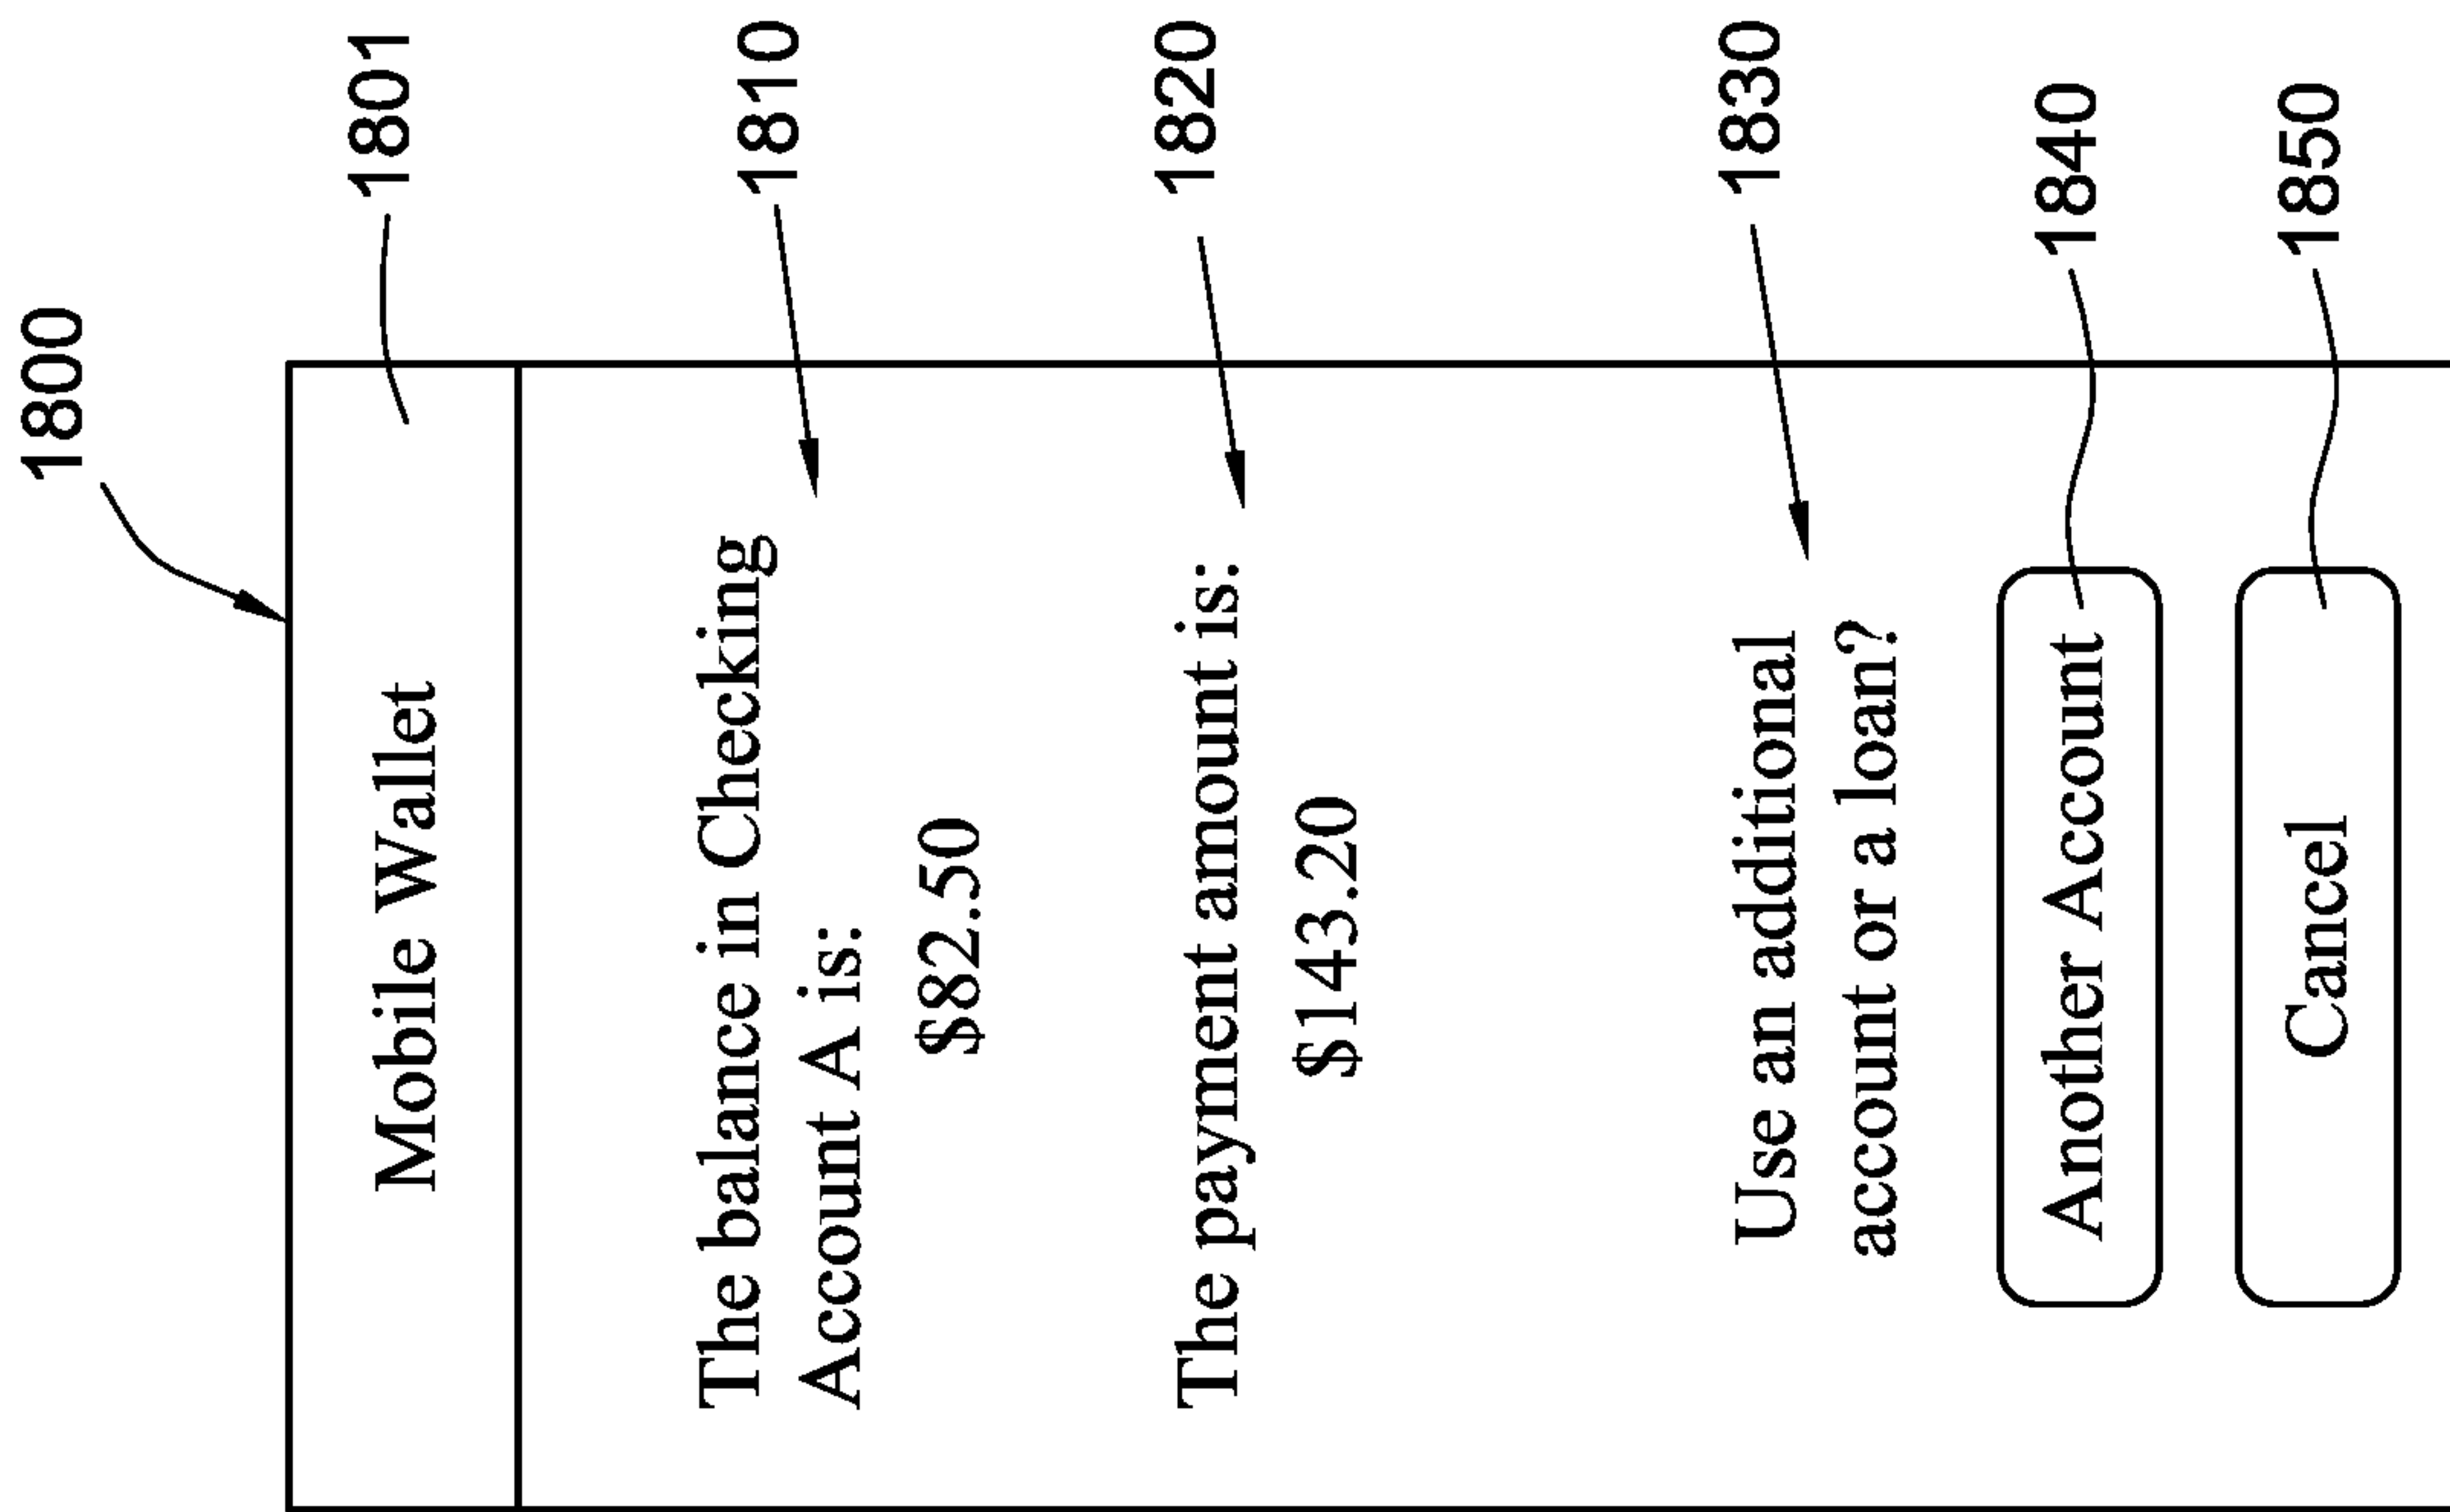 1800
Mobile Wallet
1801
The balance in Checking
1810
Account A is:
$82.50
The payment amount is:
1820
$143.20
Use an additional
1830
account or a loan?
Another Account
1840
Cancel
1850